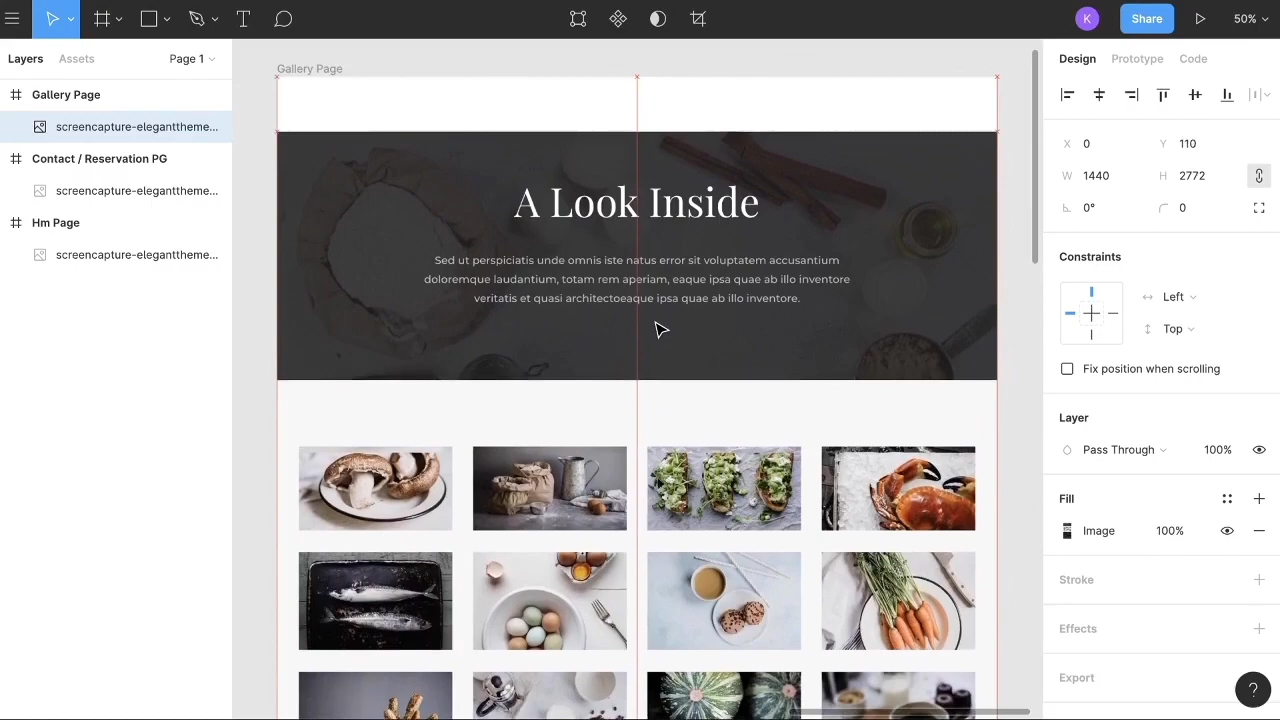 T
K
Share
50%
Layers
Assets
Page 1
Gallery Page
screencapture-eleganttheme...
Contact / Reservation PG
screencapture-eleganttheme...
Hm Page
screencapture-eleganttheme...
Gallery Page
A Look Inside
Sed ut perspiciatis unde omnis iste natus error sit voluptatem accusantium
doloremque laudantium, totam rem aperiam, eaque ipsa quae ab illo inventore
veritatis et quasi architectoeaque ipsa quae ab illo inventore.
Design
Prototype
Code
X 0
Y 110
W 1440
H 2772
0°
0
Constraints
Left
Top
Fix position when scrolling
Layer
Pass Through
100%
Fill
Image
100%
Stroke
Effects
Export
?